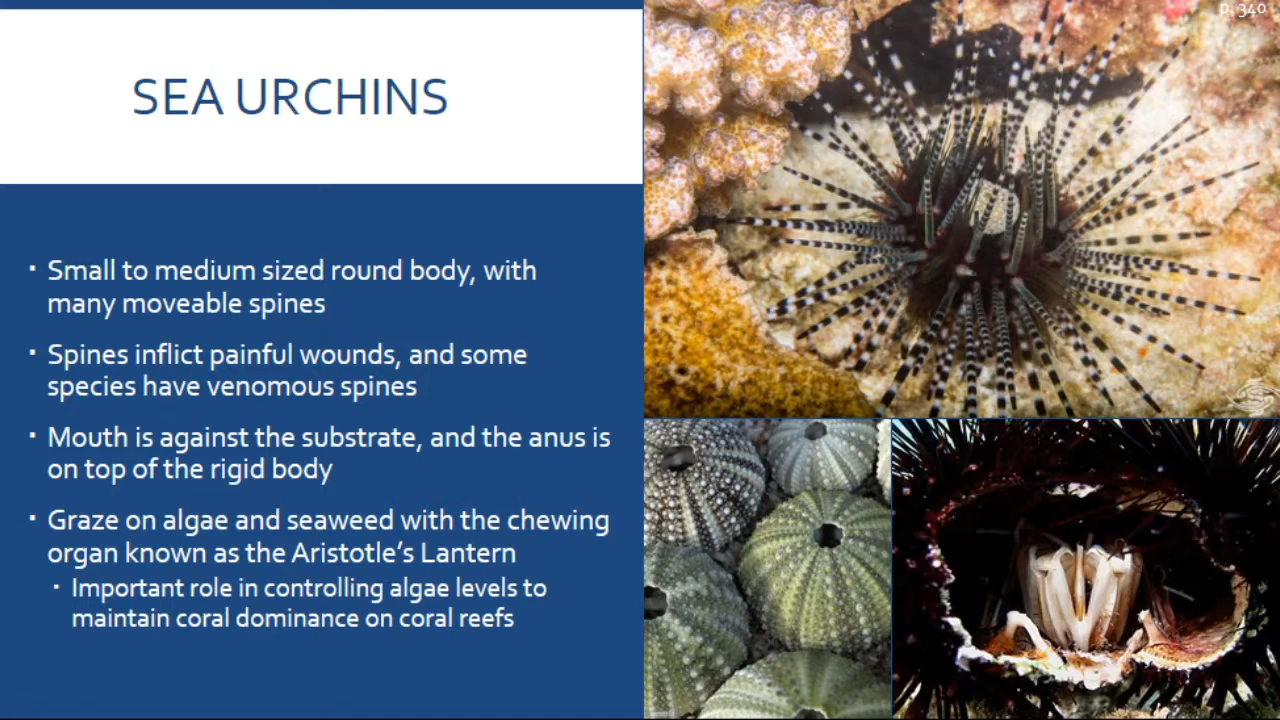 p. 340
SEA URCHINS
▪ Small to medium sized round body, with
many moveable spines
▪ Spines inflict painful wounds, and some
species have venomous spines
▪ Mouth is against the substrate, and the anus is
on top of the rigid body
▪ Graze on algae and seaweed with the chewing
organ known as the Aristotle’s Lantern
▪ Important role in controlling algae levels to
maintain coral dominance on coral reefs